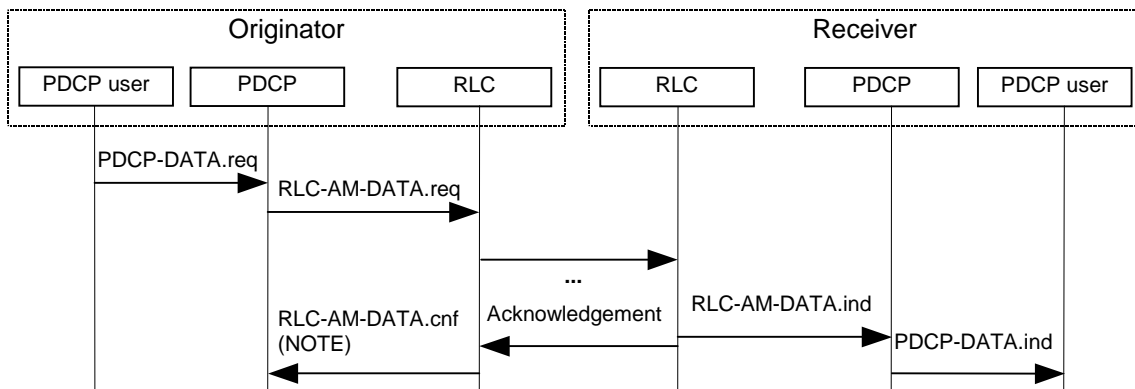 Originator
Receiver
PDCP user
PDCP
RLC
RLC
PDCP
PDCP user
PDCP-DATA.req
RLC-AM-DATA.req
...
RLC-AM-DATA.cnf
(NOTE)
Acknowledgement
RLC-AM-DATA.ind
PDCP-DATA.ind